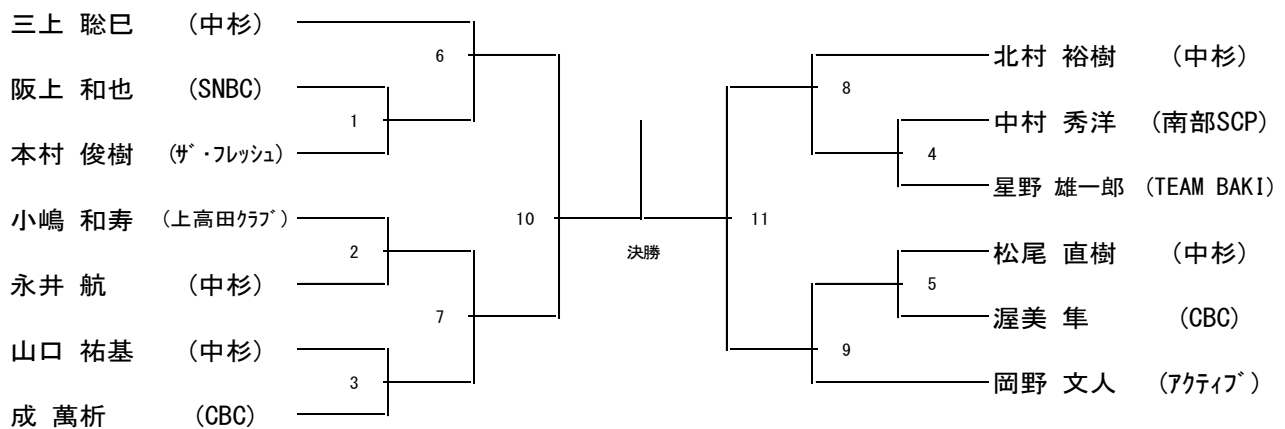 三上 聡巳 (中杉)
阪上 和也 (SNBC)
本村 俊樹 (ｻﾞ・ﾌﾚｯｼｭ)
小嶋 和寿 (上高田ｸﾗﾌﾞ)
永井 航 (中杉)
山口 祐基 (中杉)
成 萬析 (CBC)
6
1
2
7
3
10
決勝
11
8
4
5
9
北村 裕樹 (中杉)
中村 秀洋 (南部SCP)
星野 雄一郎 (TEAM BAKI)
松尾 直樹 (中杉)
渥美 隼 (CBC)
岡野 文人 (ｱｸﾃｨﾌﾞ)